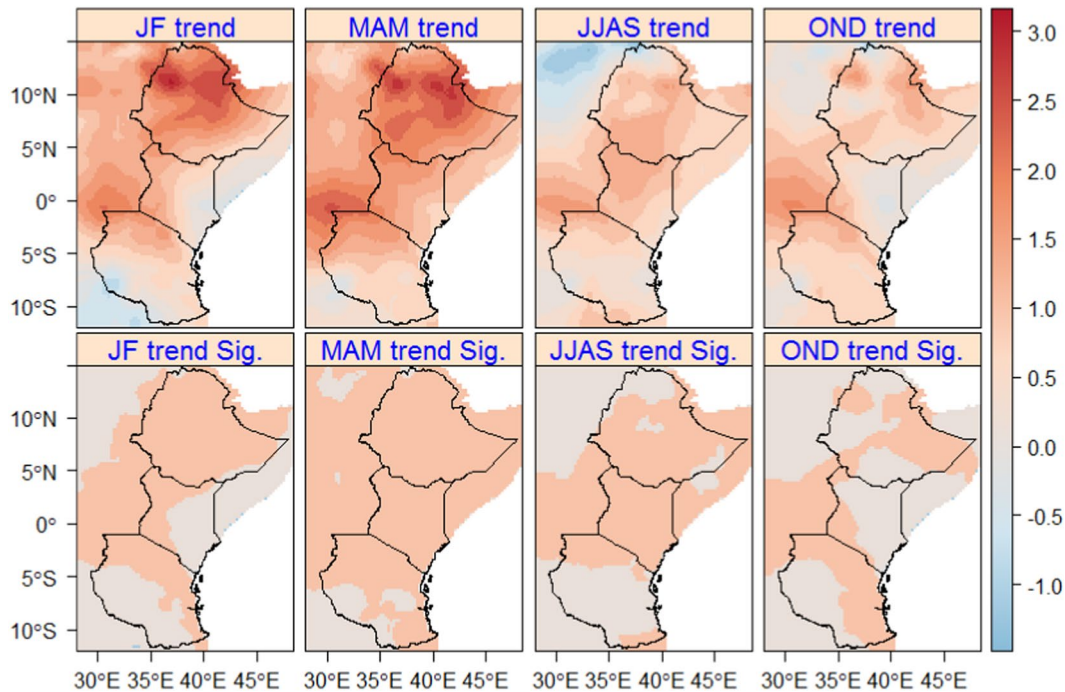 JF trend MAM trend JJAS trend OND trend
3.0
2.5
2.0
1.5
1.0
0.5
0.0
-0.5
-1.0
10°N
5°N
0°
5°S
10°S
JF trend Sig. MAM trend Sig. JJAS trend Sig. OND trend Sig.
10°N
5°N
0°
5°S
10°S
30°E 35°E 40°E 45°E 30°E 35°E 40°E 45°E 30°E 35°E 40°E 45°E 30°E 35°E 40°E 45°E